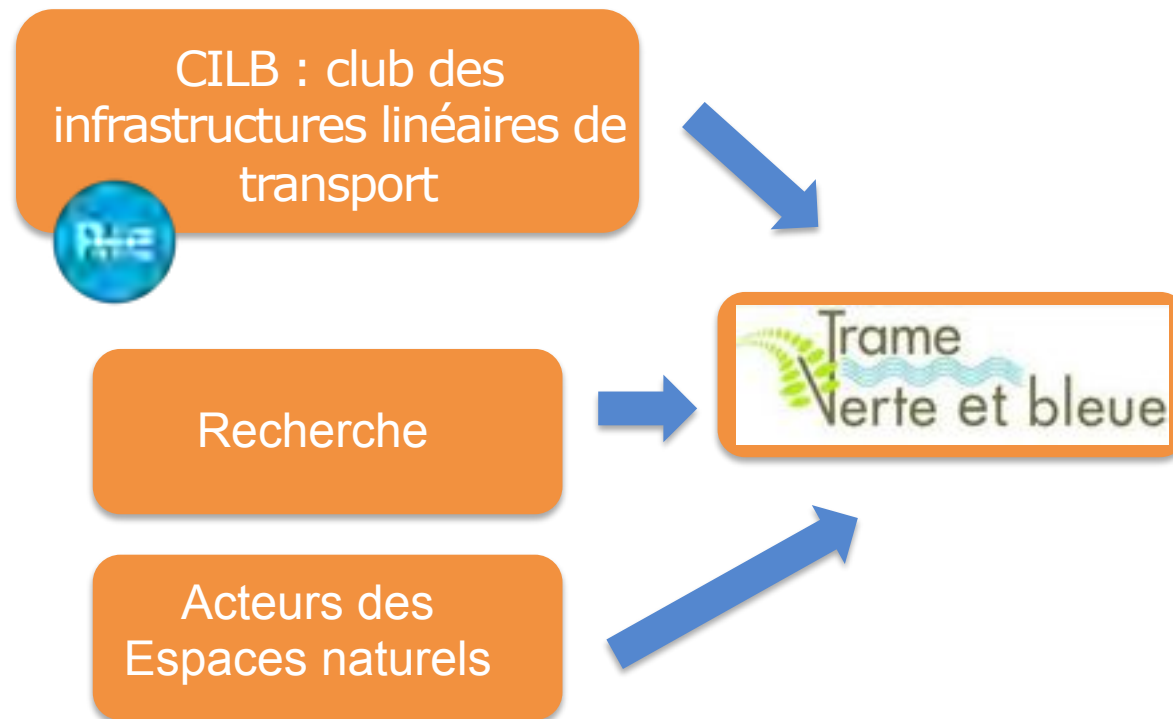 CILB : club des
infrastructures linéaires de
transport
Recherche
Trame
Verte et bleue
Acteurs des
Espaces naturels